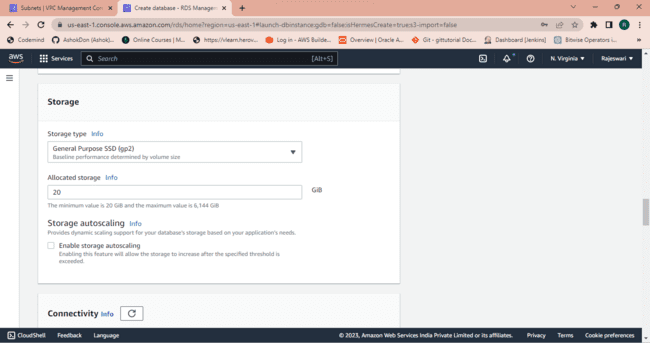 Subnets | VPC Management Con
Create database - RDS Manager
us-east-1.console.aws.amazon.com/rds/home?region=us-east-1#launch-dbinstance:gdb=false;isHermesCreate=true;s3-import=false
Codemind
AshokDon (Ashok)...
Online Courses | M...
https://vlearn.herov...
Log in - AWS Builde...
Overview | Oracle A...
Git - gittutorial Doc...
Dashboard [Jenkins]
Bitwise Operators i...
aws
Services
Search
[Alt+S]
N. Virginia
Rajeswari
Storage
Storage type Info
General Purpose SSD (gp2)
Baseline performance determined by volume size
Allocated storage Info
20
GiB
The minimum value is 20 GiB and the maximum value is 6,144 GiB
Storage autoscaling Info
Provides dynamic scaling support for your database's storage based on your application's needs.
Enable storage autoscaling
Enabling this feature will allow the storage to increase after the specified threshold is
exceeded.
Connectivity Info
CloudShell
Feedback
Language
© 2023, Amazon Web Services India Private Limited or its affiliates.
Privacy
Terms
Cookie preferences